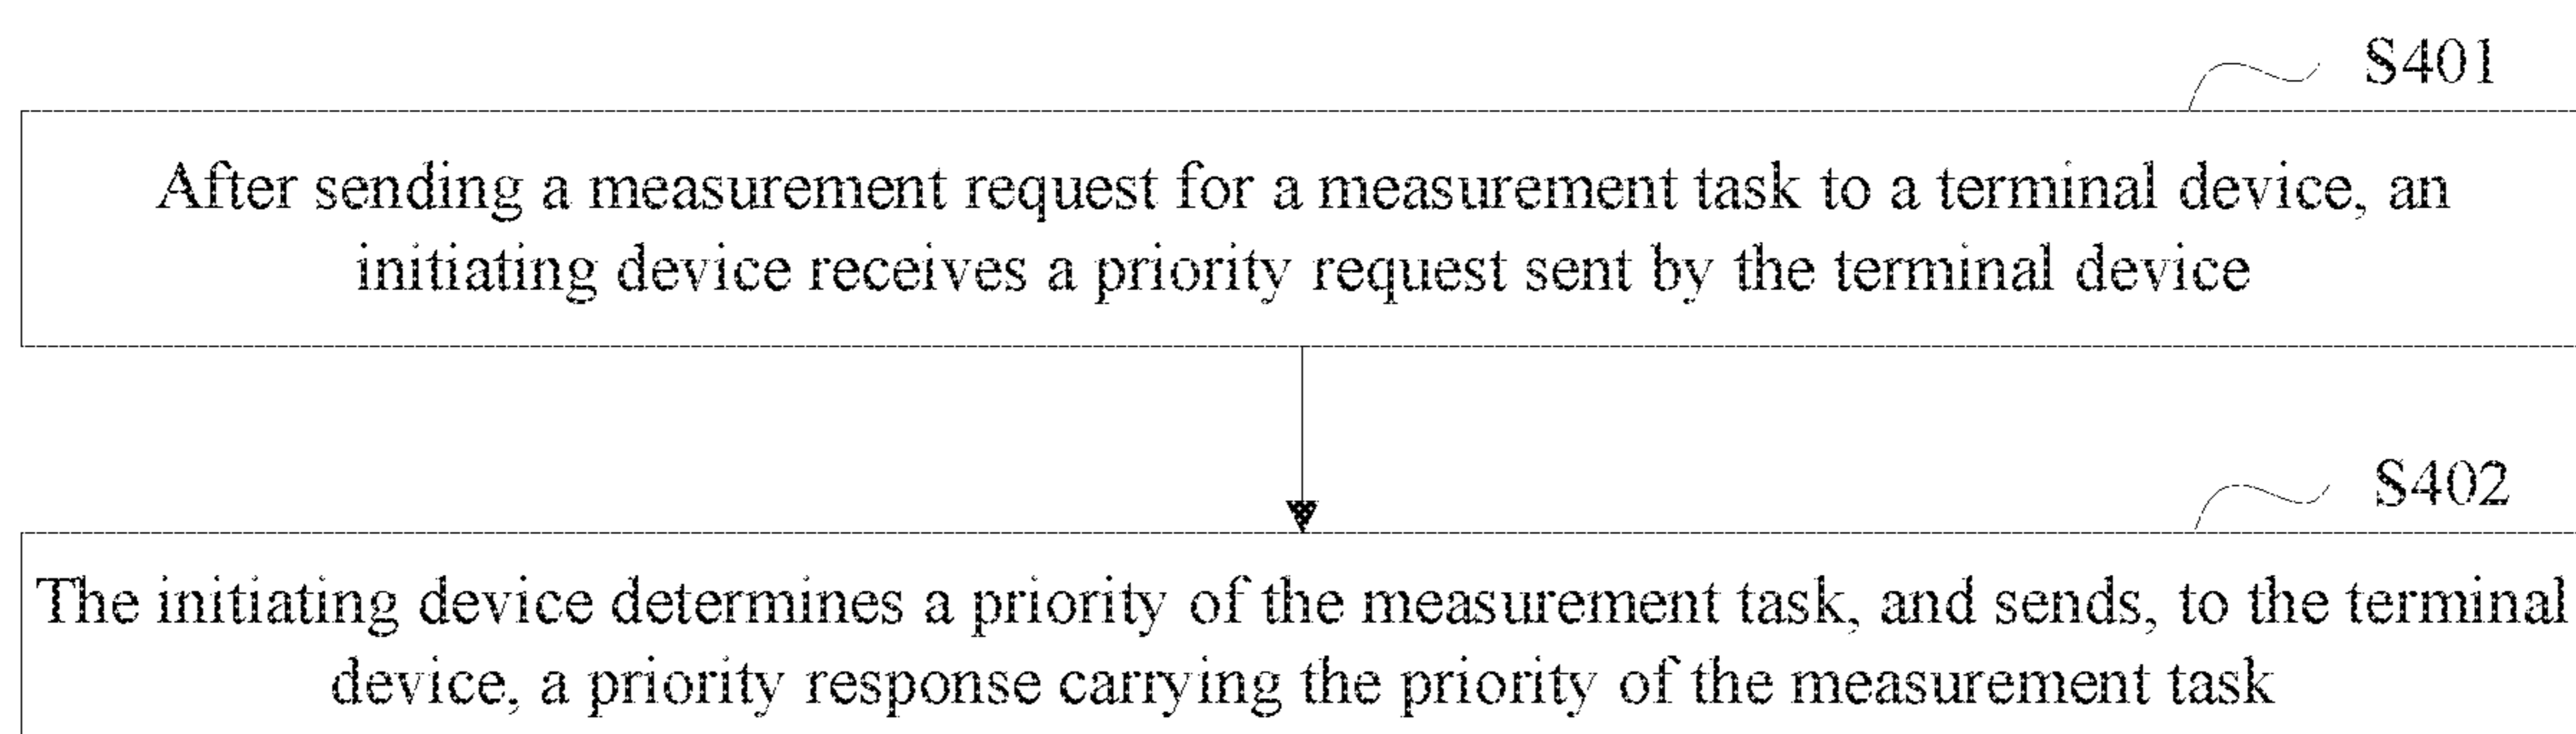 S401
After sending a measurement request for a measurement task to a terminal device, an
initiating device receives a priority request sent by the terminal device
S402
The initiating device determines a priority of the measurement task, and sends, to the terminal
device, a priority response carrying the priority of the measurement task